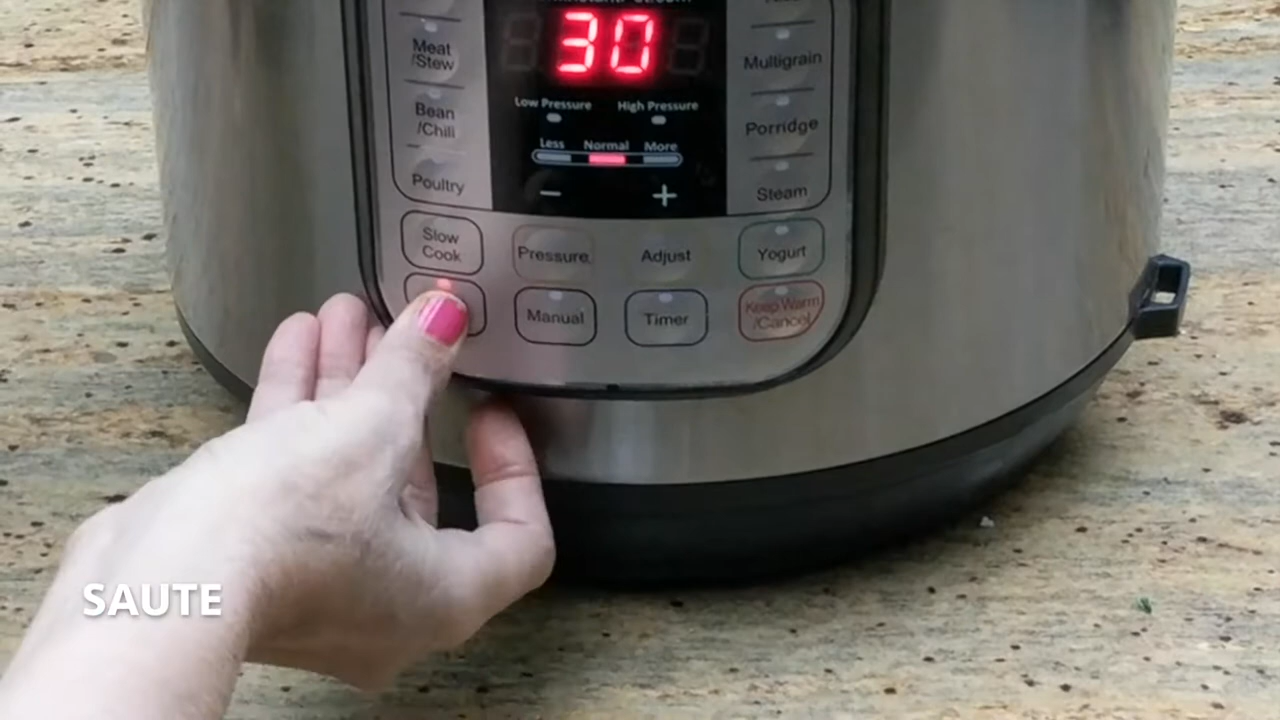 30
Meat
/Stew
Multigrain
Low Pressure High Pressure
Bean
/Chili
Porridge
Less Normal More
Poultry
Steam
− +
Slow
Cook
Pressure
Adjust
Yogurt
Manual
Timer
Keep Warm
/Cancel
SAUTE